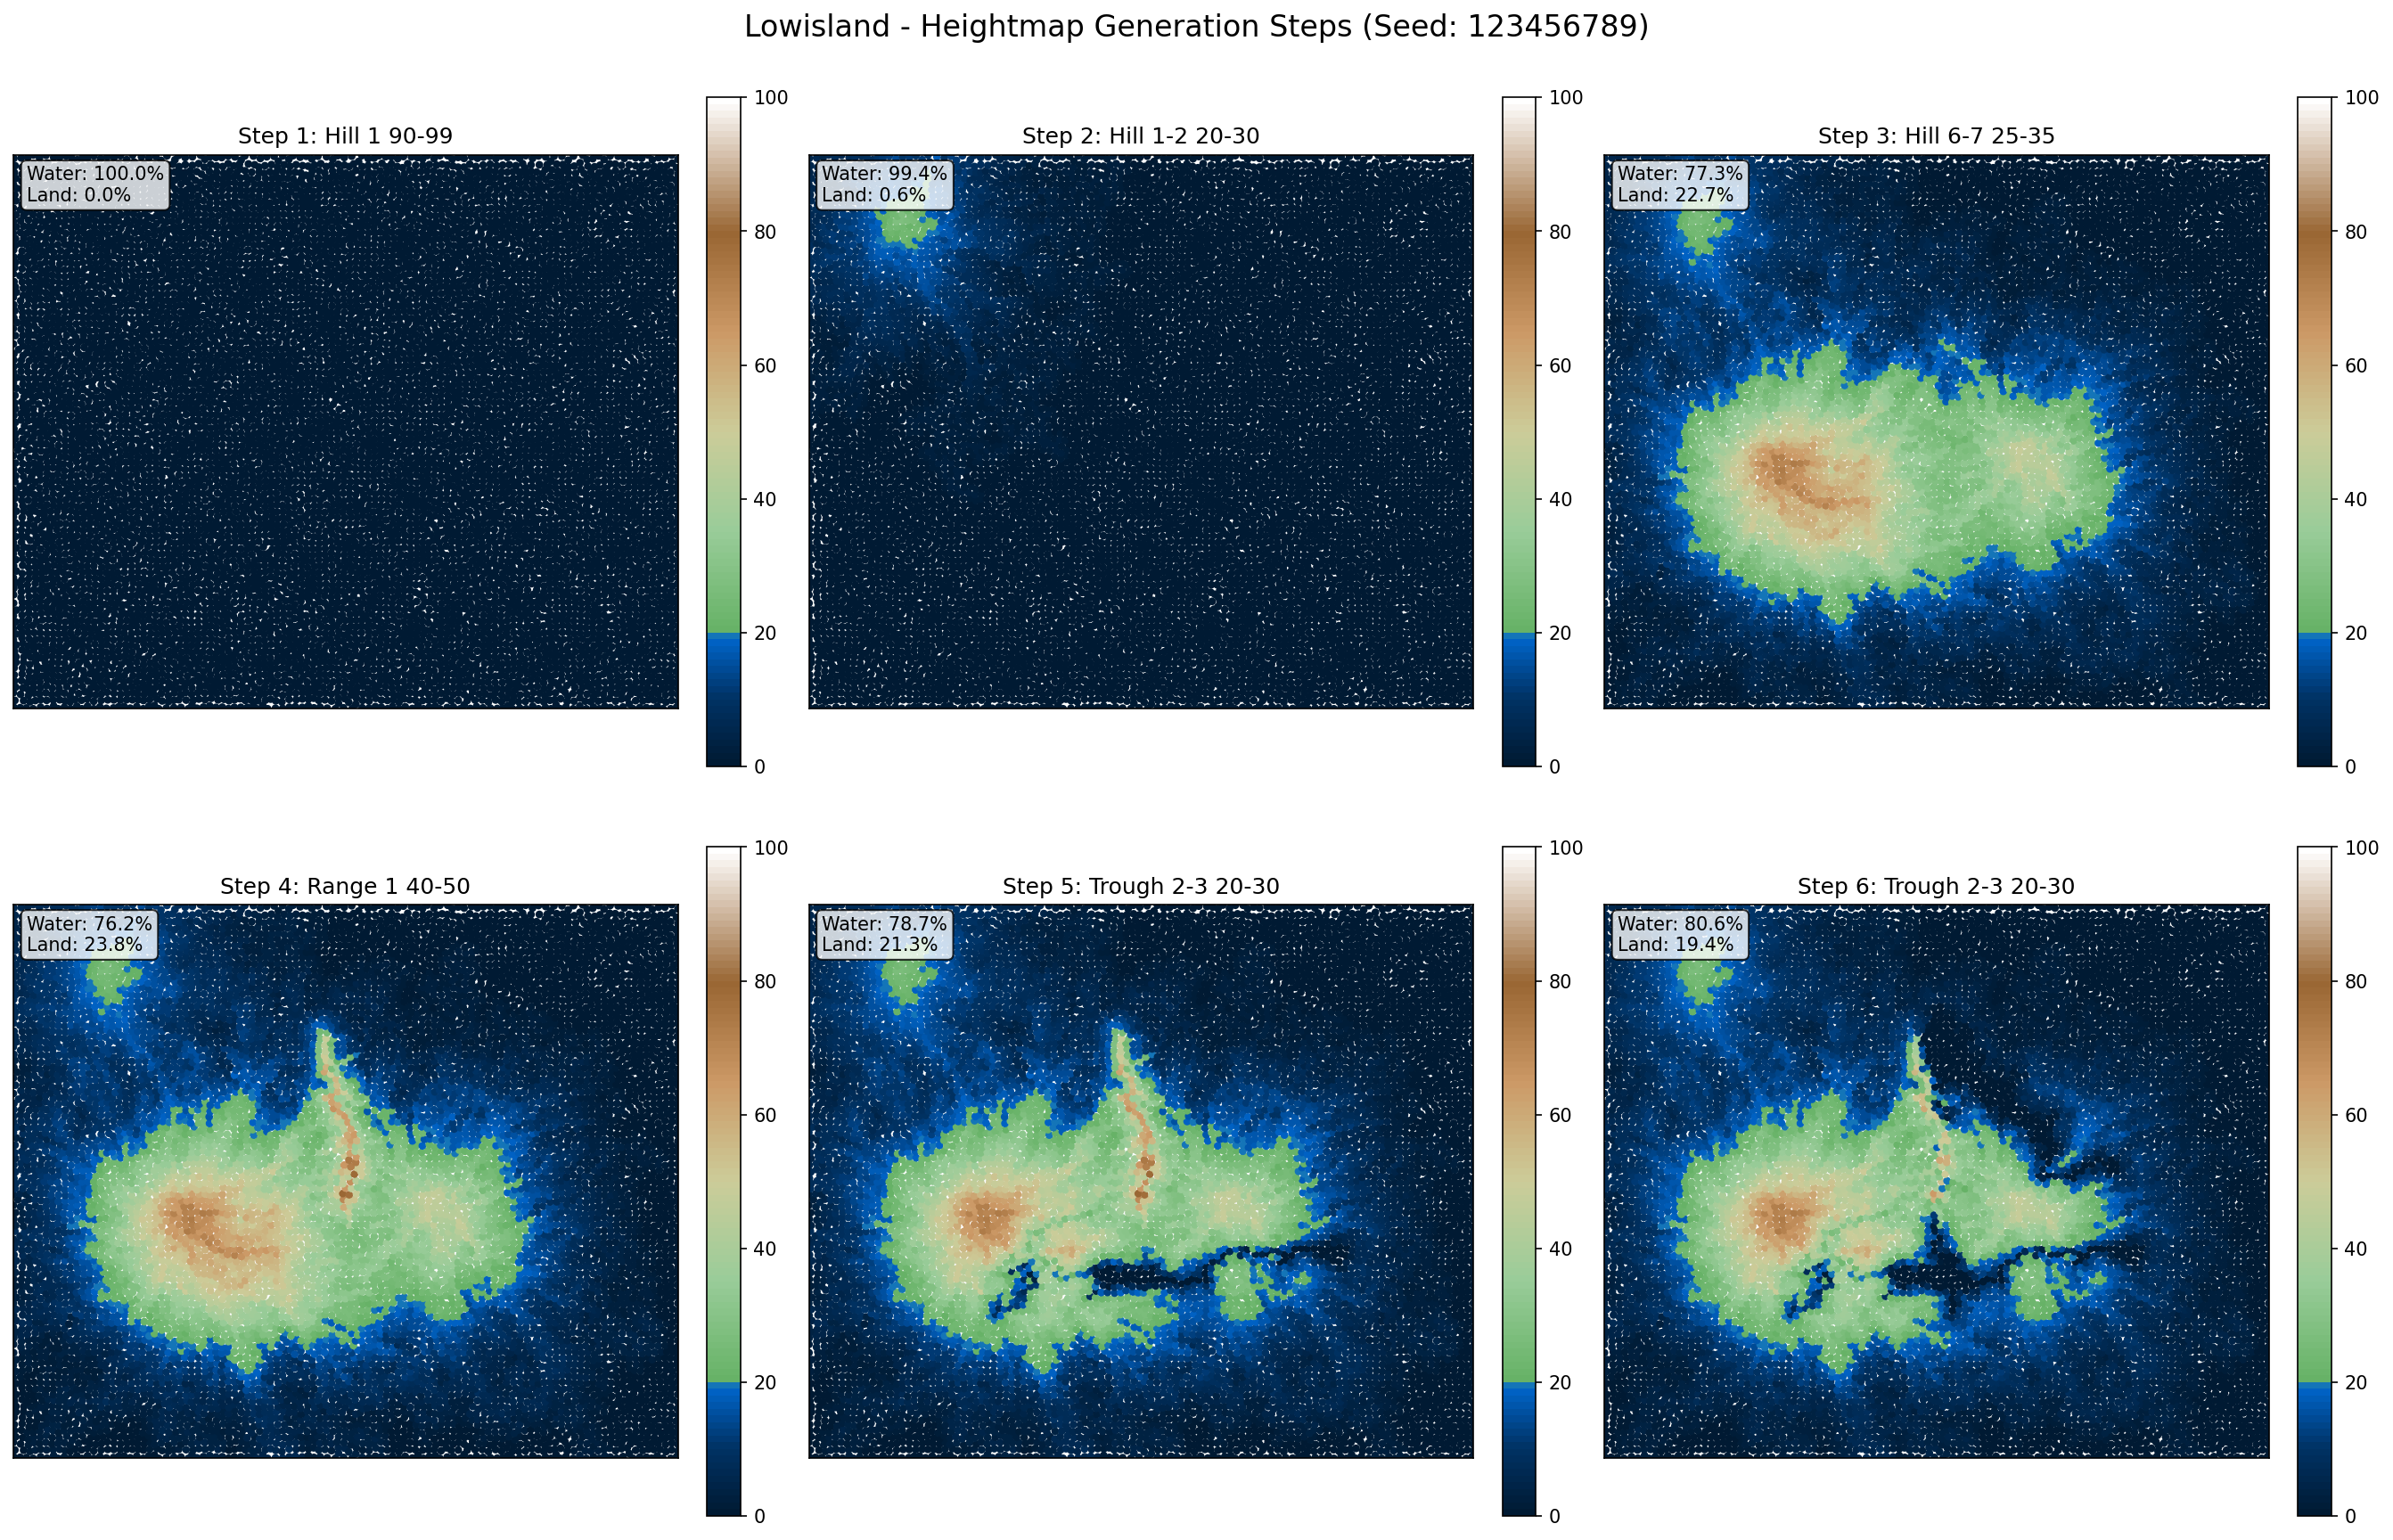 Lowisland - Heightmap Generation Steps (Seed: 123456789)
Step 1: Hill 1 90-99
Water: 100.0%
Land: 0.0%
100
80
60
40
20
0
Step 2: Hill 1-2 20-30
Water: 99.4%
Land: 0.6%
100
80
60
40
20
0
Step 3: Hill 6-7 25-35
Water: 77.3%
Land: 22.7%
100
80
60
40
20
0
Step 4: Range 1 40-50
Water: 76.2%
Land: 23.8%
100
80
60
40
20
0
Step 5: Trough 2-3 20-30
Water: 78.7%
Land: 21.3%
100
80
60
40
20
0
Step 6: Trough 2-3 20-30
Water: 80.6%
Land: 19.4%
100
80
60
40
20
0